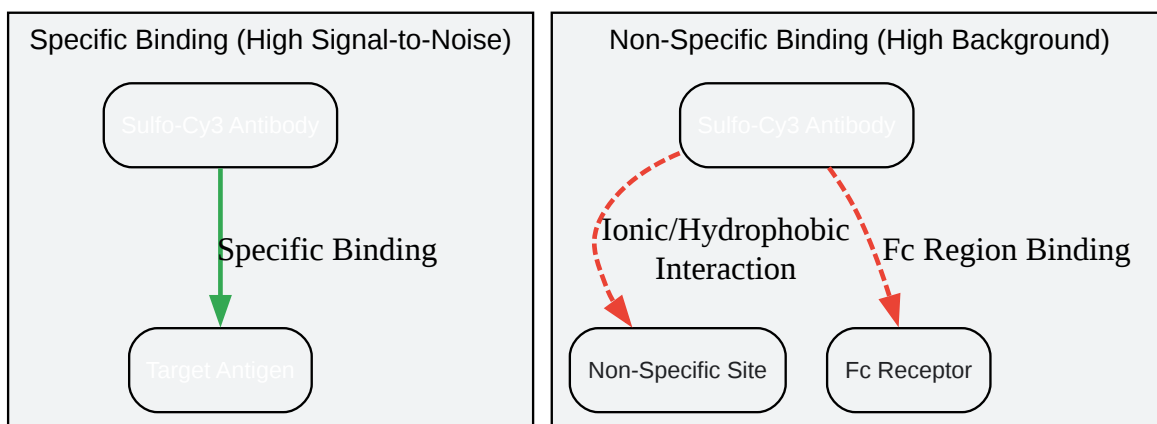 Specific Binding (High Signal-to-Noise)
Sulfo-Cy3 Antibody
Specific Binding
Target Antigen
Non-Specific Binding (High Background)
Sulfo-Cy3 Antibody
Ionic/Hydrophobic
Interaction
Fc Region Binding
Non-Specific Site
Fc Receptor